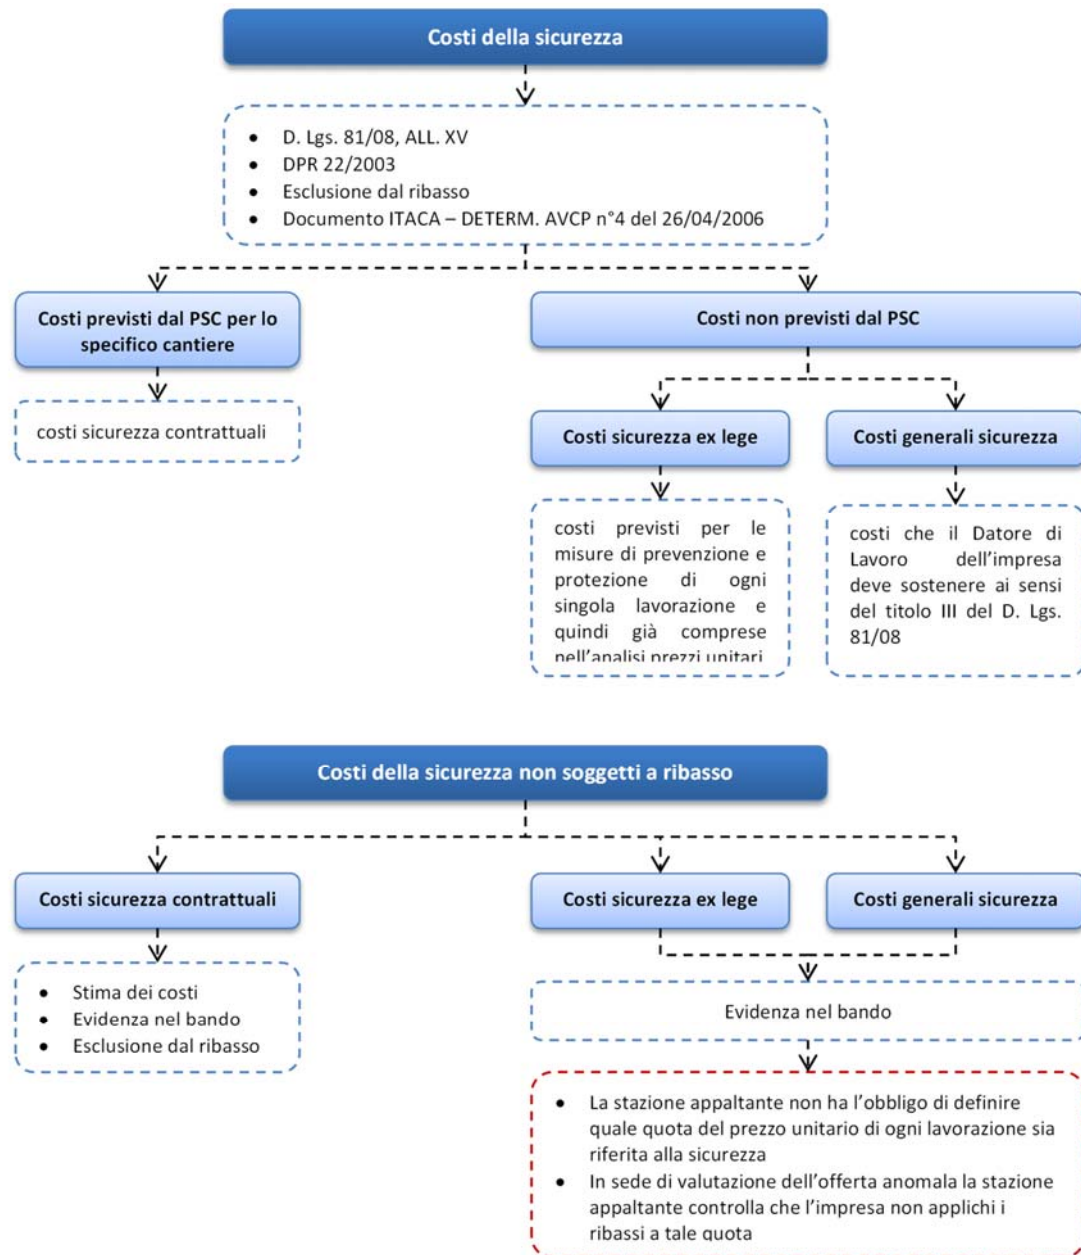 Costi della sicurezza
• D. Lgs. 81/08, ALL. XV
• DPR 22/2003
• Esclusione dal ribasso
• Documento ITACA – DETERM. AVCP n°4 del 26/04/2006
Costi previsti dal PSC per lo
specifico cantiere
Costi non previsti dal PSC
costi sicurezza contrattuali
Costi sicurezza ex lege
Costi generali sicurezza
costi previsti per le
misure di prevenzione e
protezione di ogni
singola lavorazione e
quindi già comprese
nell’analisi prezzi unitari
costi che il Datore di
Lavoro dell’impresa
deve sostenere ai sensi
del titolo III del D. Lgs.
81/08
Costi della sicurezza non soggetti a ribasso
Costi sicurezza contrattuali
Costi sicurezza ex lege
Costi generali sicurezza
• Stima dei costi
• Evidenza nel bando
• Esclusione dal ribasso
Evidenza nel bando
• La stazione appaltante non ha l’obbligo di definire
quale quota del prezzo unitario di ogni lavorazione sia
riferita alla sicurezza
• In sede di valutazione dell’offerta anomala la stazione
appaltante controlla che l’impresa non applichi i
ribassi a tale quota